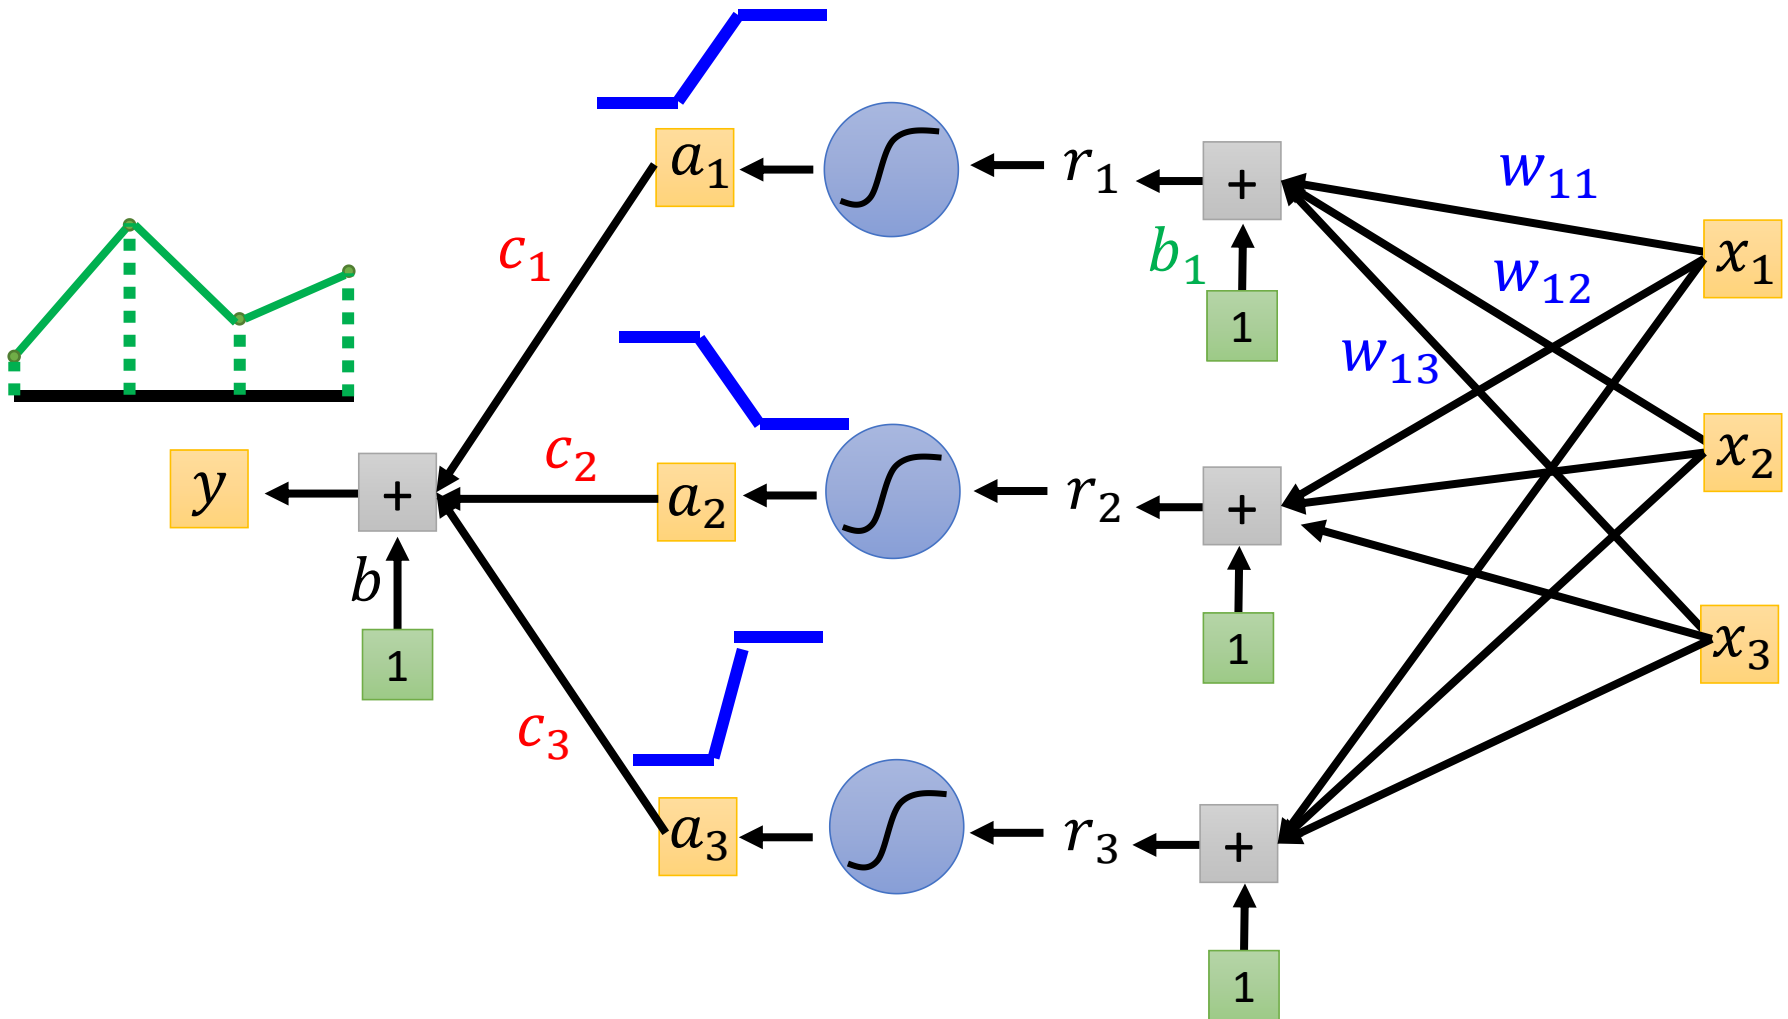 a₁
r₁
+
w₁₁
c₁
b₁
w₁₂
x₁
1
w₁₃
y
+
c₂
a₂
r₂
+
x₂
b
1
1
x₃
c₃
a₃
r₃
+
1